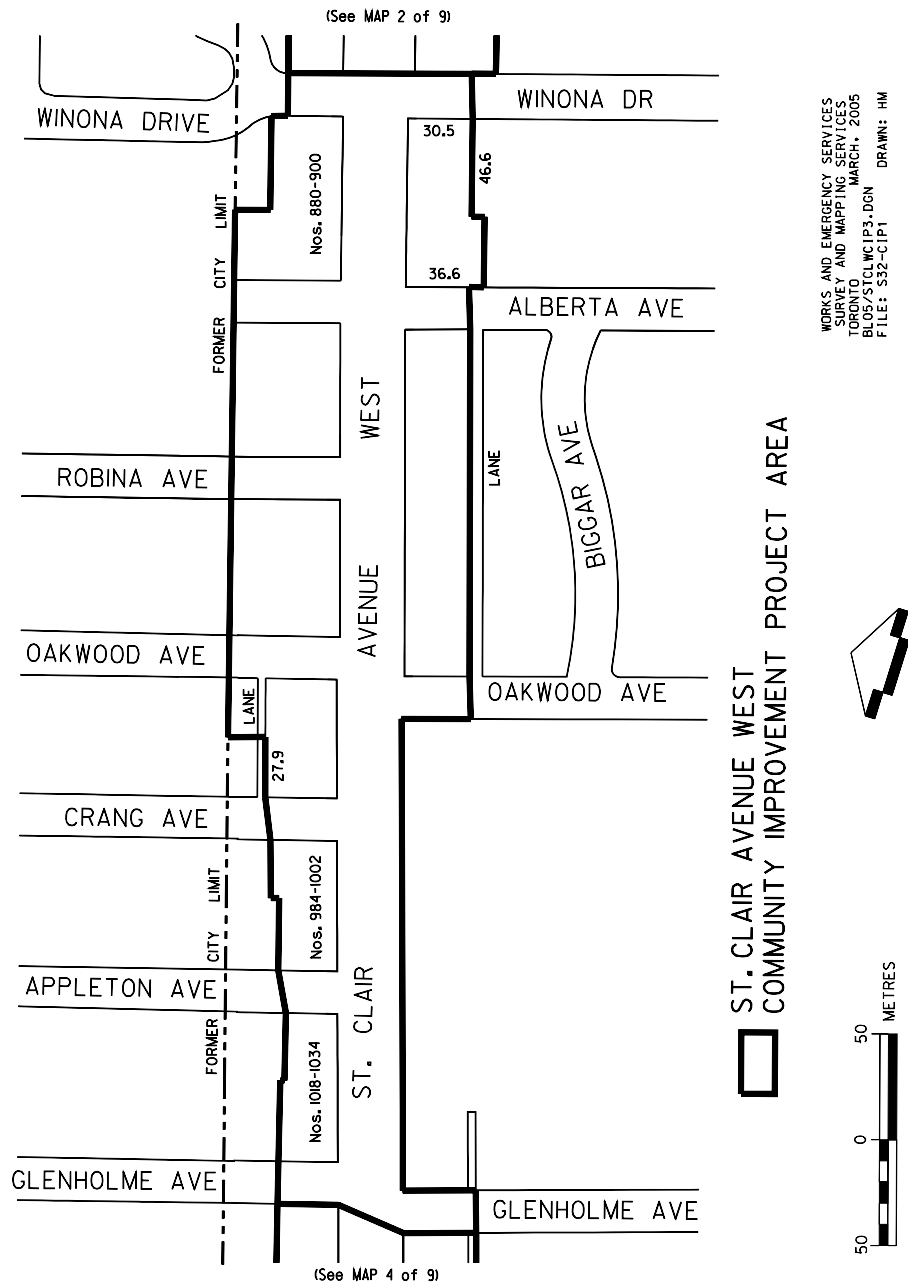 (See MAP 2 of 9)
WINONA DRIVE
WINONA DR
30.5
46.6
Nos. 880-900
36.6
FORMER CITY LIMIT
ALBERTA AVE
WEST
LANE
BIGGAR AVE
ROBINA AVE
AVENUE
OAKWOOD AVE
OAKWOOD AVE
LANE
27.9
CRANG AVE
Nos. 984-1002
FORMER CITY LIMIT
APPLETON AVE
ST. CLAIR
Nos. 1018-1034
GLENHOLME AVE
GLENHOLME AVE
(See MAP 4 of 9)
ST. CLAIR AVENUE WEST
COMMUNITY IMPROVEMENT PROJECT AREA
WORKS AND EMERGENCY SERVICES
SURVEY AND MAPPING SERVICES
TORONTO MARCH, 2005
BL05/STCLWCIP3.DGN
FILE: S32-CIP1 DRAWN: HM
50 0 50
METRES